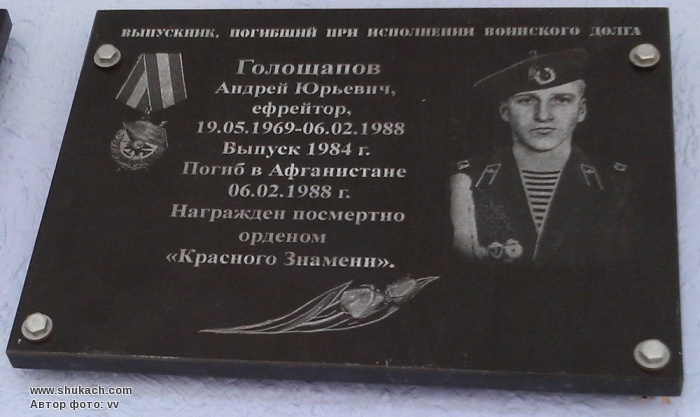 ВЫПУСКНИК, ПОГИБШИЙ ПРИ ИСПОЛНЕНИЯ ВОИНСКОГО ДОЛГА
Голощапов
Андрей Юрьевич,
ефрейтор,
19.05.1969-06.02.1988
Выпуск 1984 г.
Погиб в Афганистане
06.02.1988 г.
Награжден посмертно
орденом
«Красного Знамени».
www.shukach.com
Автор фото: vv